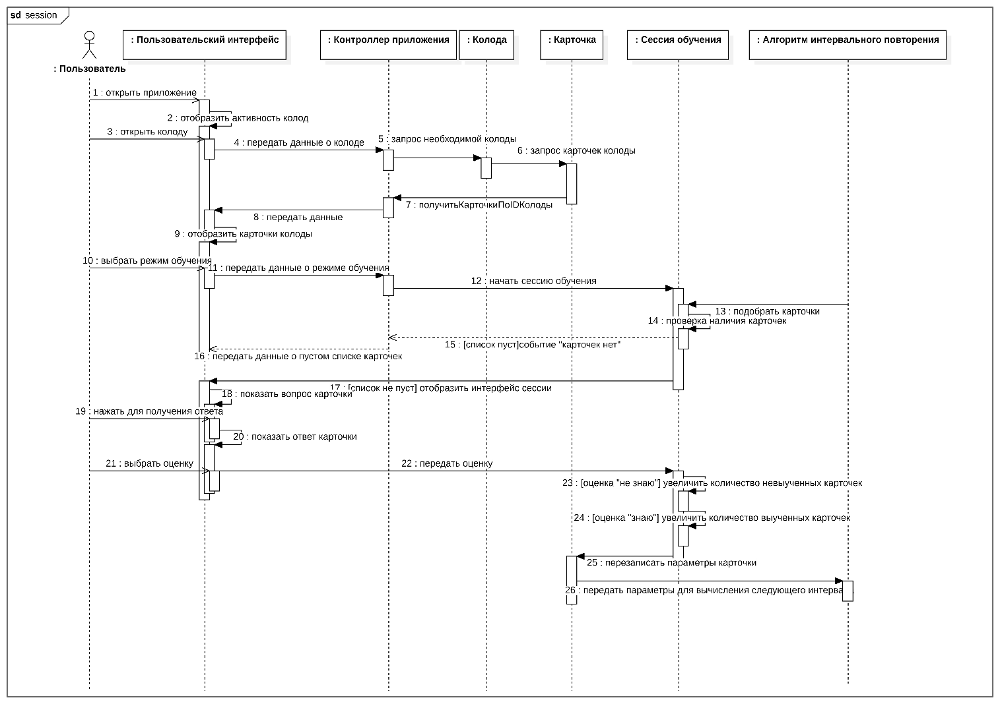 sd session
: Пользователь
: Пользовательский интерфейс
: Контроллер приложения
: Колода
: Карточка
: Сессия обучения
: Алгоритм интервального повторения
1 : открыть приложение
2 : отобразить активность колод
3 : открыть колоду
4 : передать данные о колоде
5 : запрос необходимой колоды
6 : запрос карточек колоды
7 : получитьКарточкиПоIDКолоды
8 : передать данные
9 : отобразить карточки колоды
10 : выбрать режим обучения
11 : передать данные о режиме обучения
12 : начать сессию обучения
13 : подобрать карточки
14 : проверка наличия карточек
15 : [список пуст]событие "карточек нет"
16 : передать данные о пустом списке карточек
17 : [список не пуст] отобразить интерфейс сессии
18 : показать вопрос карточки
19 : нажать для получения ответа
20 : показать ответ карточки
21 : выбрать оценку
22 : передать оценку
23 : [оценка "не знаю"] увеличить количество невыученных карточек
24 : [оценка "знаю"] увеличить количество выученных карточек
25 : перезаписать параметры карточки
26 : передать параметры для вычисления следующего